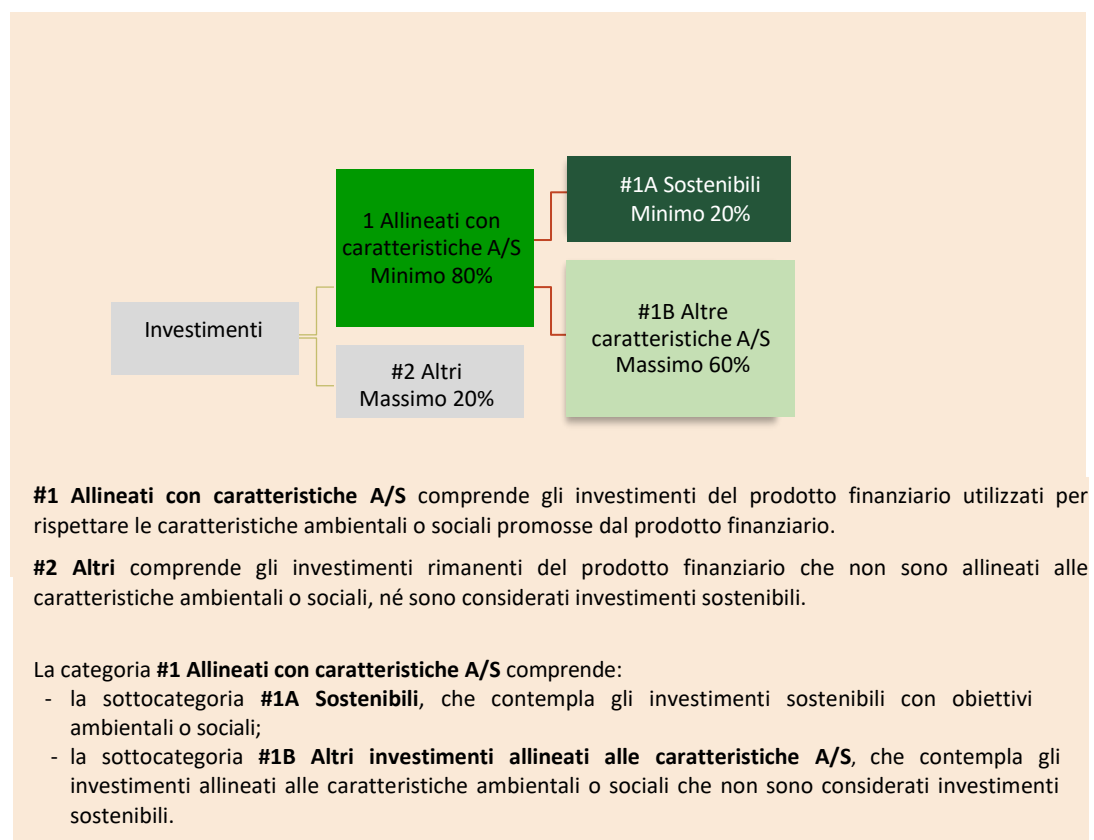 #1A Sostenibili
Minimo 20%
1 Allineati con
caratteristiche A/S
Minimo 80%
#1B Altre
caratteristiche A/S
Massimo 60%
Investimenti
#2 Altri
Massimo 20%
#1 Allineati con caratteristiche A/S comprende gli investimenti del prodotto finanziario utilizzati per
rispettare le caratteristiche ambientali o sociali promosse dal prodotto finanziario.
#2 Altri comprende gli investimenti rimanenti del prodotto finanziario che non sono allineati alle
caratteristiche ambientali o sociali, né sono considerati investimenti sostenibili.
La categoria #1 Allineati con caratteristiche A/S comprende:
- la sottocategoria #1A Sostenibili, che contempla gli investimenti sostenibili con obiettivi
ambientali o sociali;
- la sottocategoria #1B Altri investimenti allineati alle caratteristiche A/S, che contempla gli
investimenti allineati alle caratteristiche ambientali o sociali che non sono considerati investimenti
sostenibili.